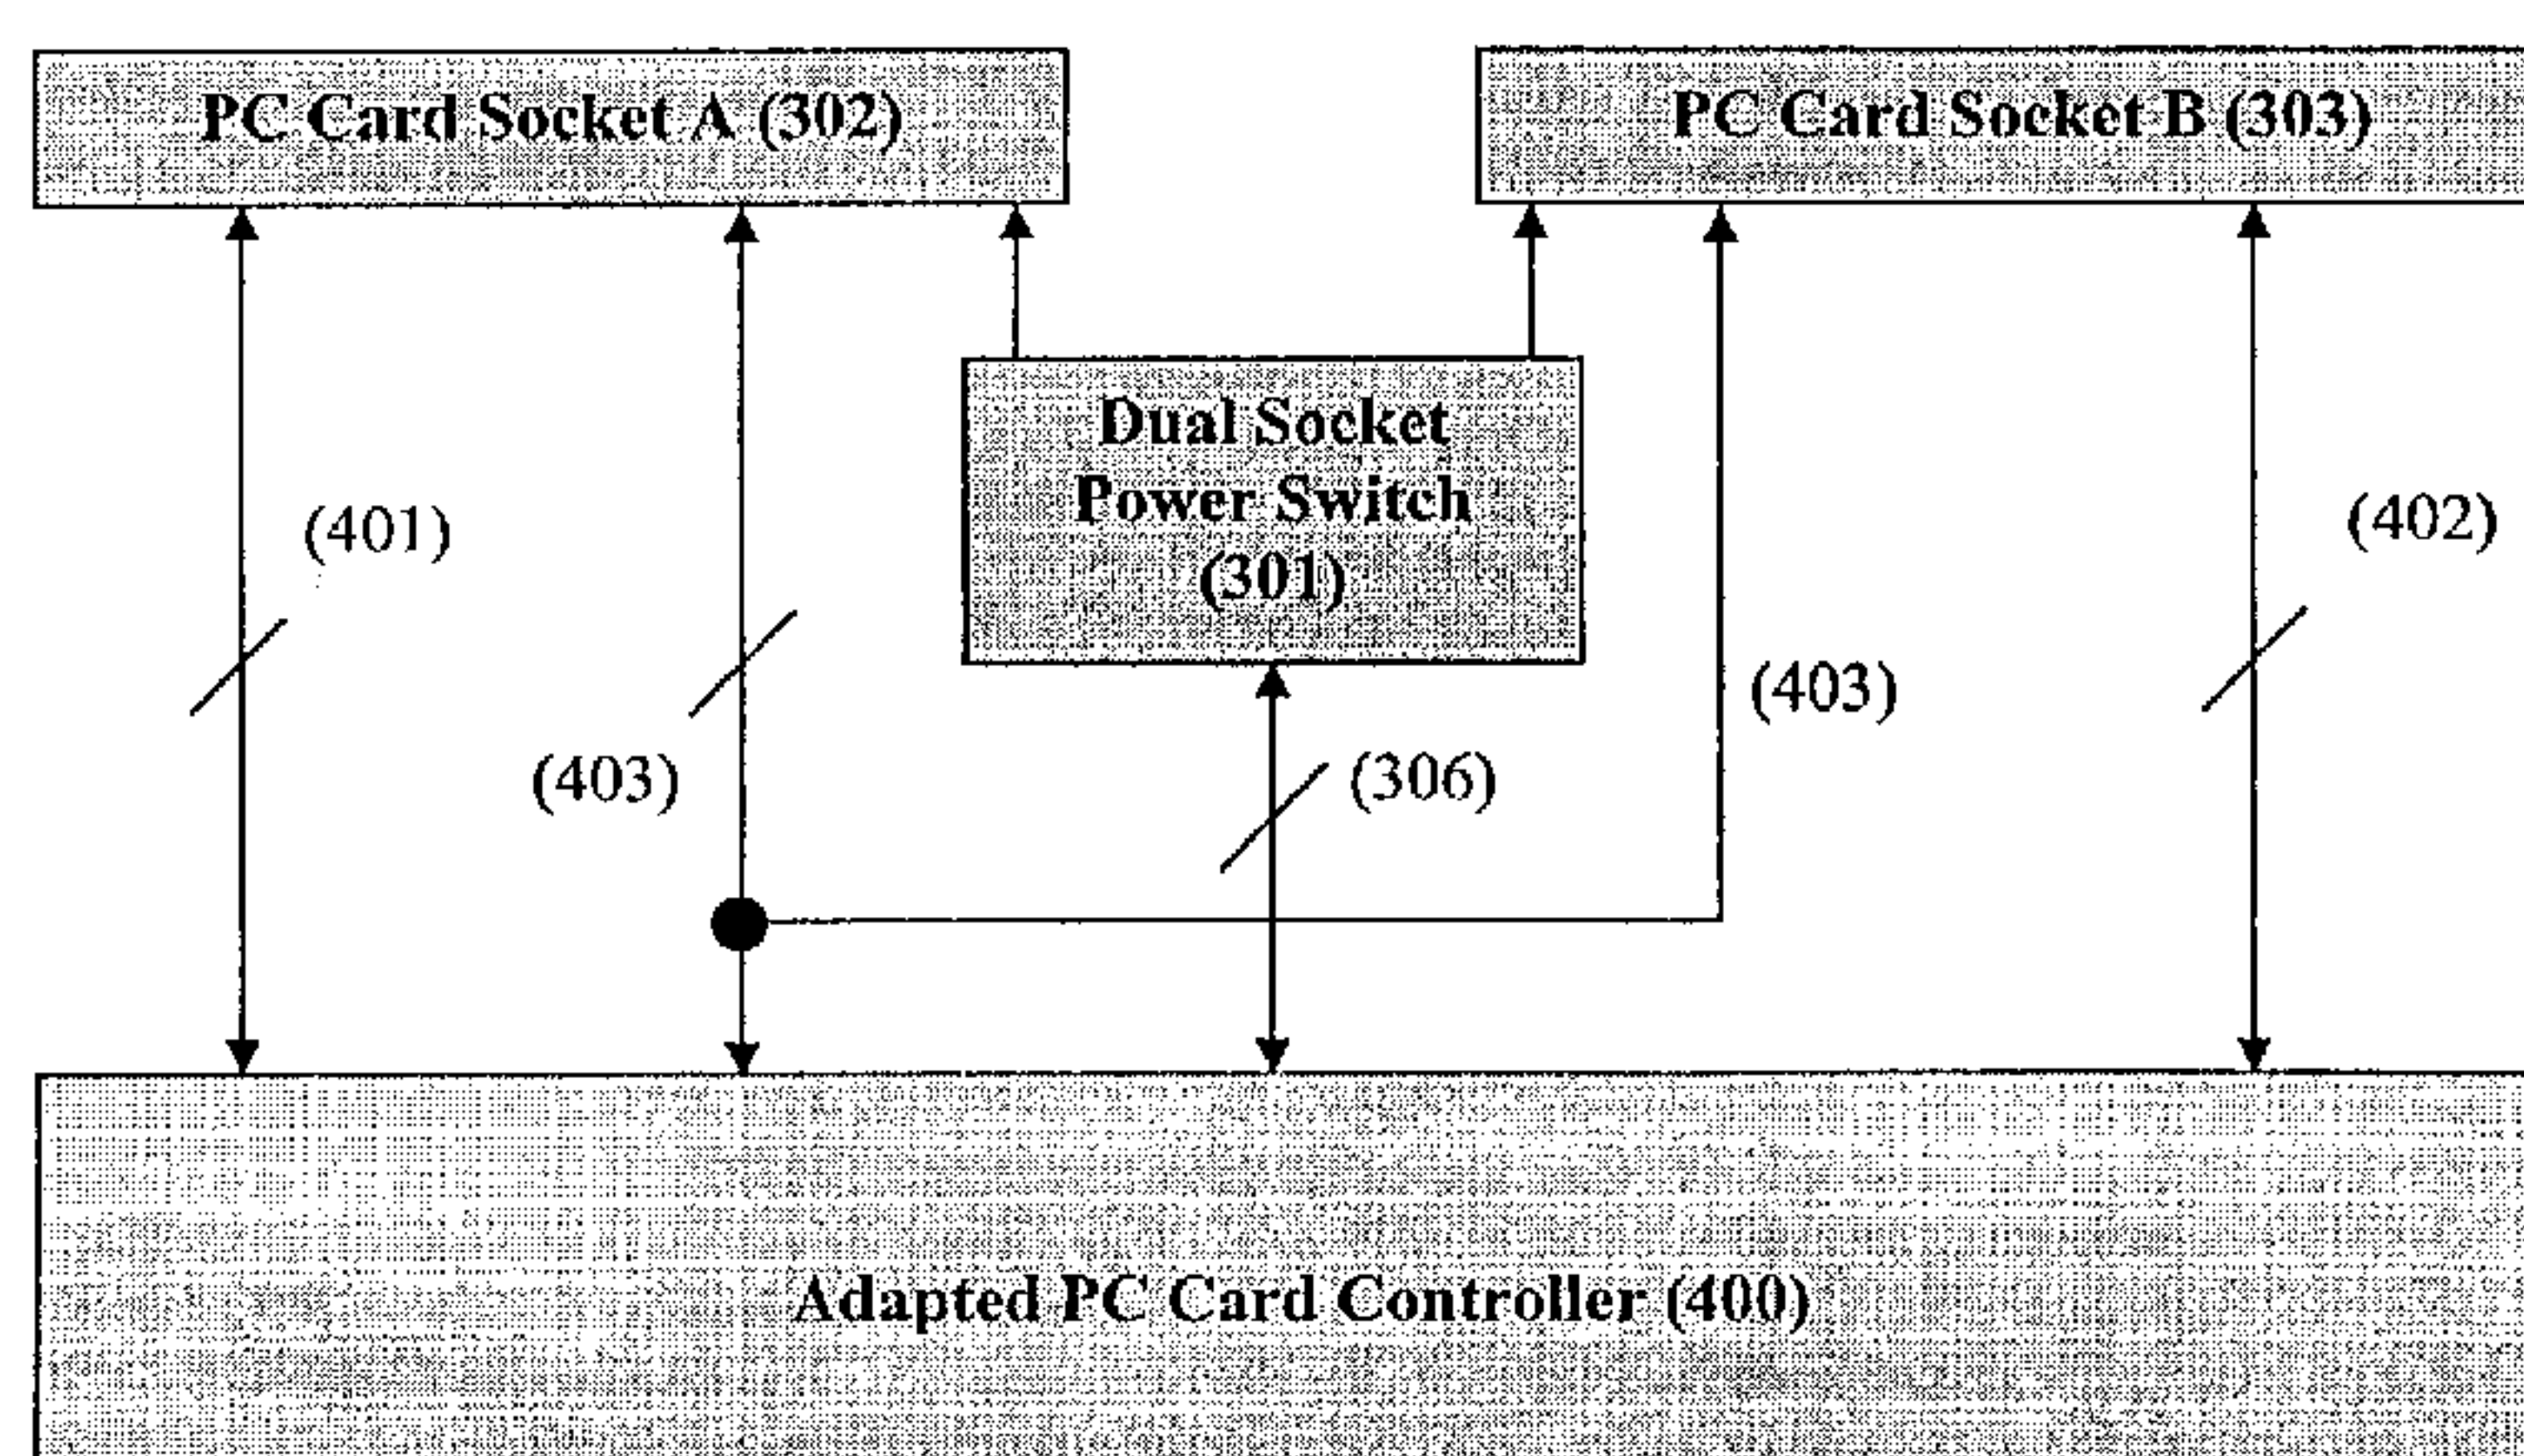 PC Card Socket A (302)
PC Card Socket B (303)
Dual Socket
Power Switch
(301)
(401)
(402)
(403)
(403)
(306)
Adapted PC Card Controller (400)